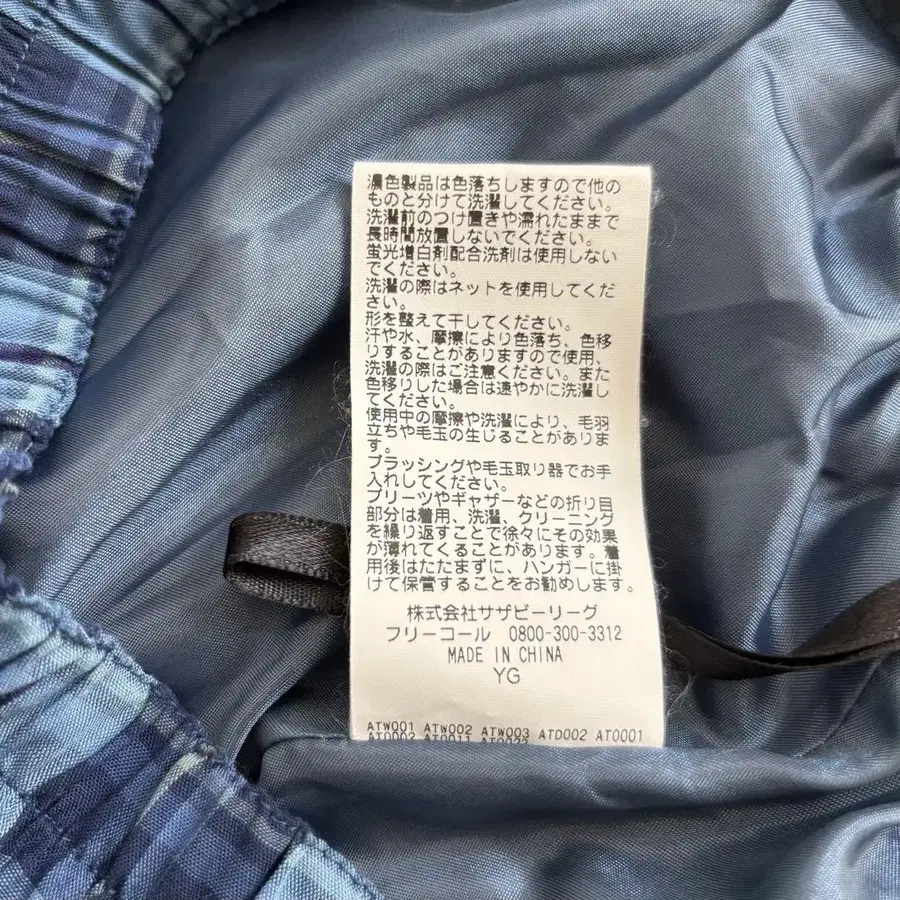 濃色製品は色落ちしますので他の
ものと分けて洗濯してください。
洗濯前のつけ置きや濡れたままで
長時間放置しないでください。
蛍光増白剤配合洗剤は使用しない
でください。
洗濯の際はネットを使用してくだ
さい。
形を整えて干してください。
汗や水、摩擦により色落ち、色移
りすることがありますので使用、
洗濯の際はご注意ください。また
色移りした場合は速やかに洗濯し
てください。
使用中の摩擦や洗濯により、毛羽
立ちや毛玉の生じることがありま
す。
ブラッシングや毛玉取り器でお手
入れしてください。
プリーツやギャザーなどの折り目
部分は着用、洗濯、クリーニング
を繰り返すことで徐々にその効果
が薄れてくることがあります。着
用後はたたまずに、ハンガーに掛
けて保管することをお勧めします。
株式会社サザビーリーグ
フリーコール 0800-300-3312
MADE IN CHINA
YG
ATW001 ATW002 ATW003 ATD002 AT0001
AT0002 AT0011